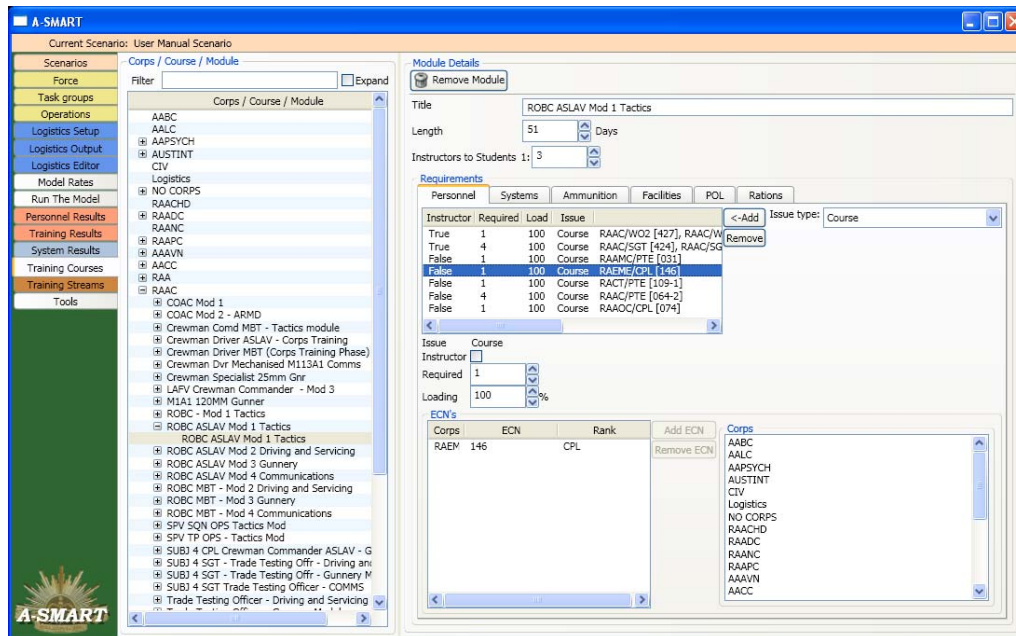 A-SMART
Current Scenario: User Manual Scenario
Scenarios
Force
Task groups
Operations
Logistics Setup
Logistics Output
Logistics Editor
Model Rates
Run The Model
Personnel Results
Training Results
System Results
Training Courses
Training Streams
Tools
A-SMART
Corps / Course / Module
Filter Expand
Corps / Course / Module
AABC
AALC
AAPSYCH
AUSTINT
CIV
Logistics
NO CORPS
RAACHD
RAADC
RAANC
RAAPC
AAAVN
AACC
RAA
RAAC
COAC Mod 1
COAC Mod 2 - ARMD
Crewman Comd MBT - Tactics module
Crewman Driver ASLAV - Corps Training
Crewman Driver MBT (Corps Training Phase)
Crewman Dvr Mechanised M113A1 Comms
Crewman Specialist 25mm Gnr
LAFV Crewman Commander - Mod 3
M1A1 120MM Gunner
ROBC - Mod 1 Tactics
ROBC ASLAV Mod 1 Tactics
ROBC ASLAV Mod 1 Tactics
ROBC ASLAV Mod 2 Driving and Servicing
ROBC ASLAV Mod 3 Gunnery
ROBC ASLAV Mod 4 Communications
ROBC MBT - Mod 2 Driving and Servicing
ROBC MBT - Mod 3 Gunnery
ROBC MBT - Mod 4 Communications
SPV SQN OPS Tactics Mod
SPV TP OPS - Tactics Mod
SUBJ 4 CPL Crewman Commander ASLAV - G
SUBJ 4 SGT - Trade Testing Offr - Driving and
SUBJ 4 SGT - Trade Testing Offr - Gunnery M
SUBJ 4 SGT Trade Testing Officer - COMMS
Trade Testing Officer - Driving and Servicing
Module Details
Remove Module
Title ROBC ASLAV Mod 1 Tactics
Length 51 Days
Instructors to Students 1: 3
Requirements
Personnel Systems Ammunition Facilities POL Rations
Instructor Required Load Issue
True 1 100 Course RAAC/WO2 [427], RAAC/W
True 4 100 Course RAAC/SGT [424], RAAC/SG
False 1 100 Course RAAMC/PTE [031]
False 1 100 Course RAEME/CPL [146]
False 1 100 Course RACT/PTE [109-1]
False 4 100 Course RAAC/PTE [064-2]
False 1 100 Course RAAOC/CPL [074]
<-Add Issue type: Course
Remove
Issue Course
Instructor
Required 1
Loading 100 %
ECN's
Corps ECN Rank
RAEM 146 CPL
Add ECN
Remove ECN
Corps
AABC
AALC
AAPSYCH
AUSTINT
CIV
Logistics
NO CORPS
RAACHD
RAADC
RAANC
RAAPC
AAAVN
AACC